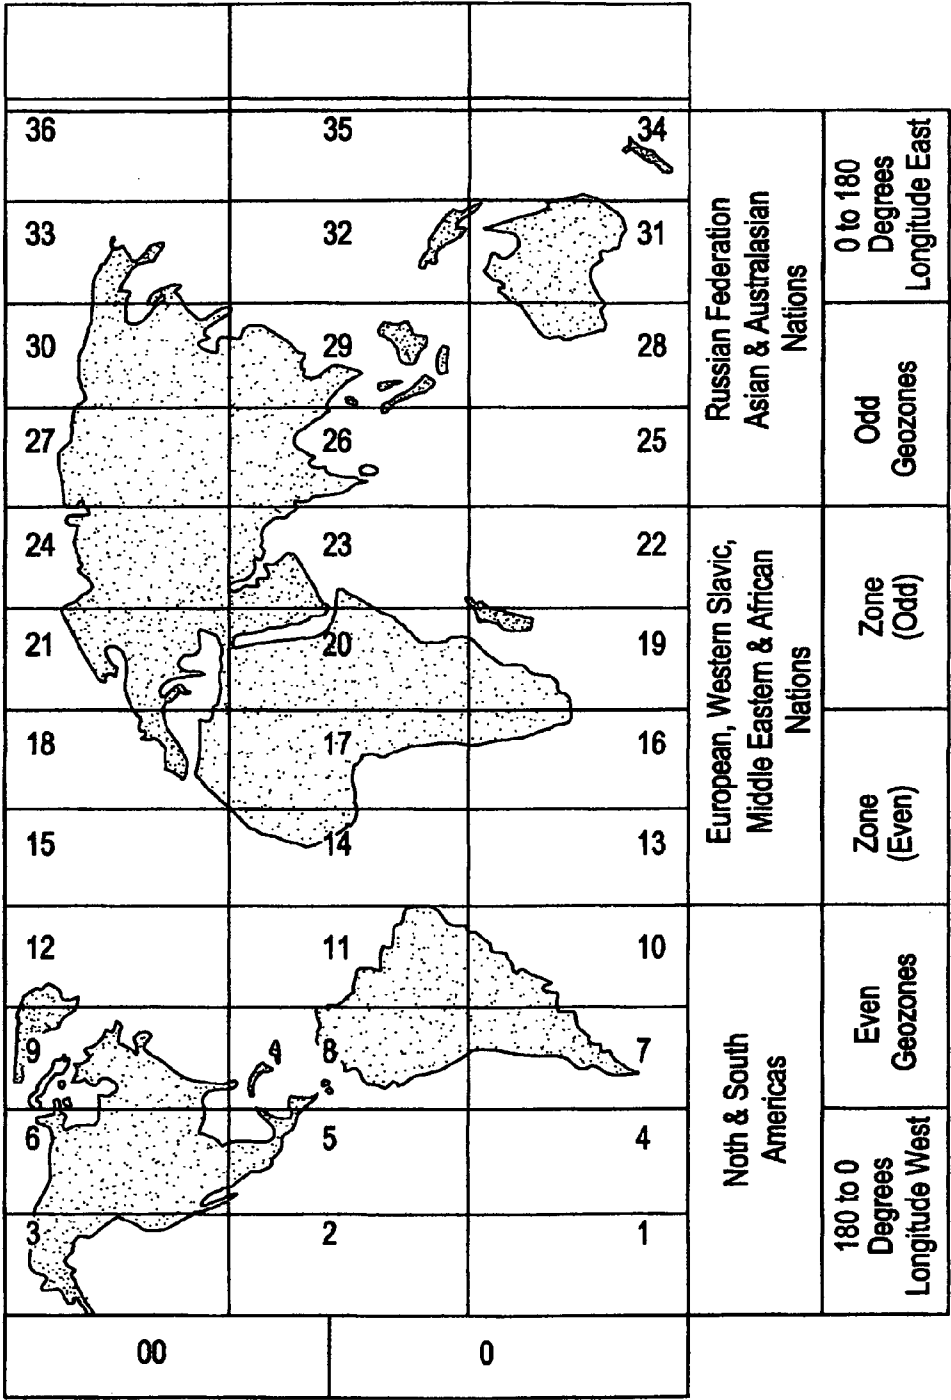 36
35
34
33
32
31
30
29
28
27
26
25
24
23
22
21
20
19
18
17
16
15
14
13
12
11
10
9
8
7
6
5
4
3
2
1
00
0
Noth & South
Americas
European, Western Slavic,
Middle Eastern & African
Nations
Russian Federation
Asian & Australasian
Nations
180 to 0
Degrees
Longitude West
Even
Geozones
Zone
(Even)
Zone
(Odd)
Odd
Geozones
0 to 180
Degrees
Longitude East